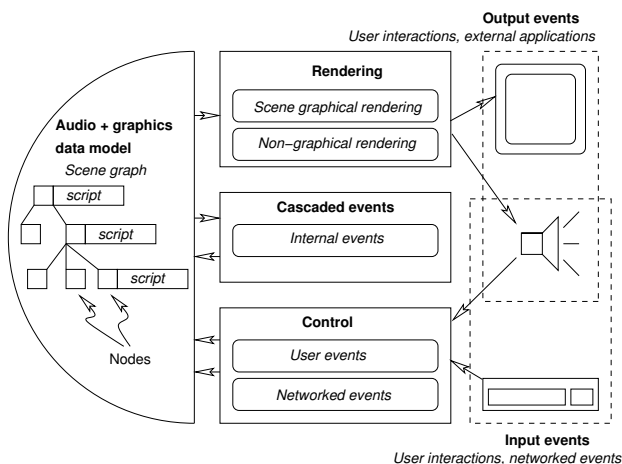 Output events
User interactions, external applications
Rendering
Scene graphical rendering
Non−graphical rendering
Audio + graphics
data model
Scene graph
script
script
script
Nodes
Cascaded events
Internal events
Control
User events
Networked events
Input events
User interactions, networked events